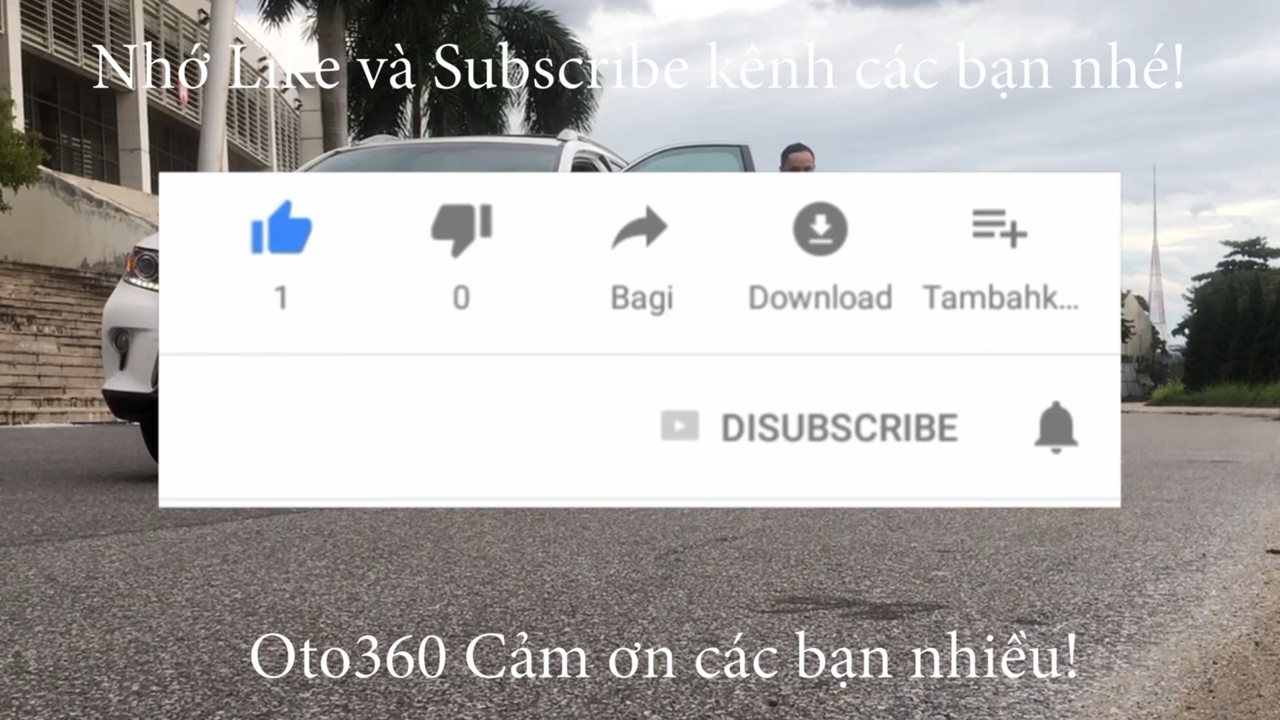 Nhớ Like và Subscribe kênh các bạn nhé!
1 0 Bagi Download Tambahk...
DISUBSCRIBE
Oto360 Cảm ơn các bạn nhiều!